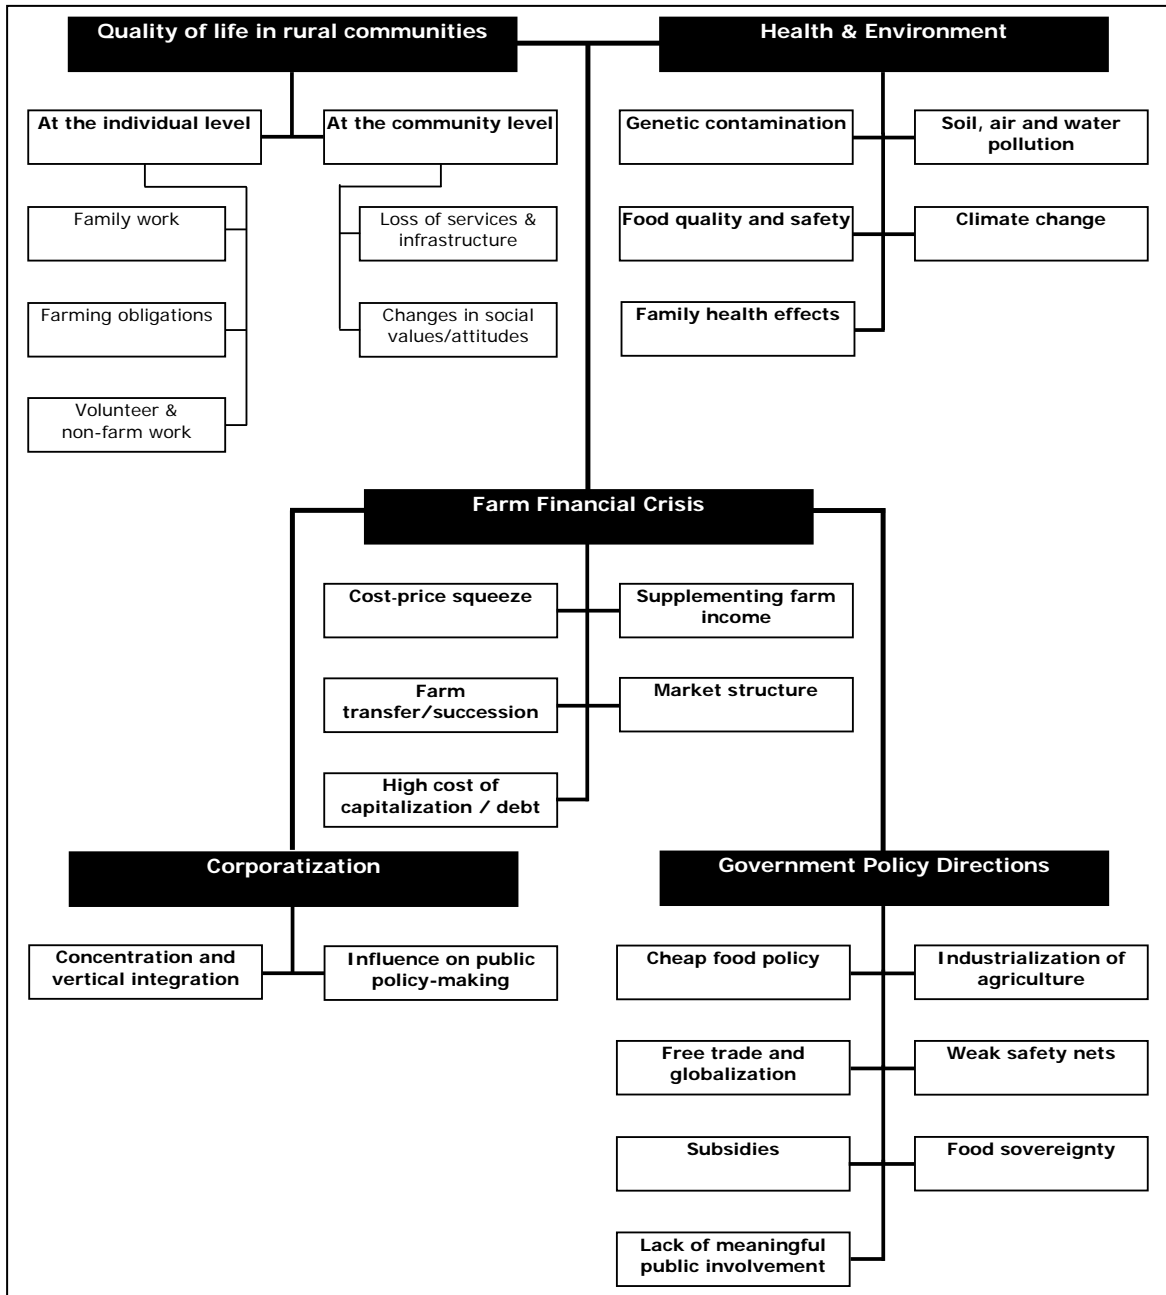 Quality of life in rural communities
Health & Environment
At the individual level
At the community level
Genetic contamination
Soil, air and water
pollution
Family work
Loss of services &
infrastructure
Food quality and safety
Climate change
Farming obligations
Changes in social
values/attitudes
Family health effects
Volunteer &
non-farm work
Farm Financial Crisis
Cost-price squeeze
Supplementing farm
income
Farm
transfer/succession
Market structure
High cost of
capitalization / debt
Corporatization
Government Policy Directions
Concentration and
vertical integration
Influence on public
policy-making
Cheap food policy
Industrialization of
agriculture
Free trade and
globalization
Weak safety nets
Subsidies
Food sovereignty
Lack of meaningful
public involvement